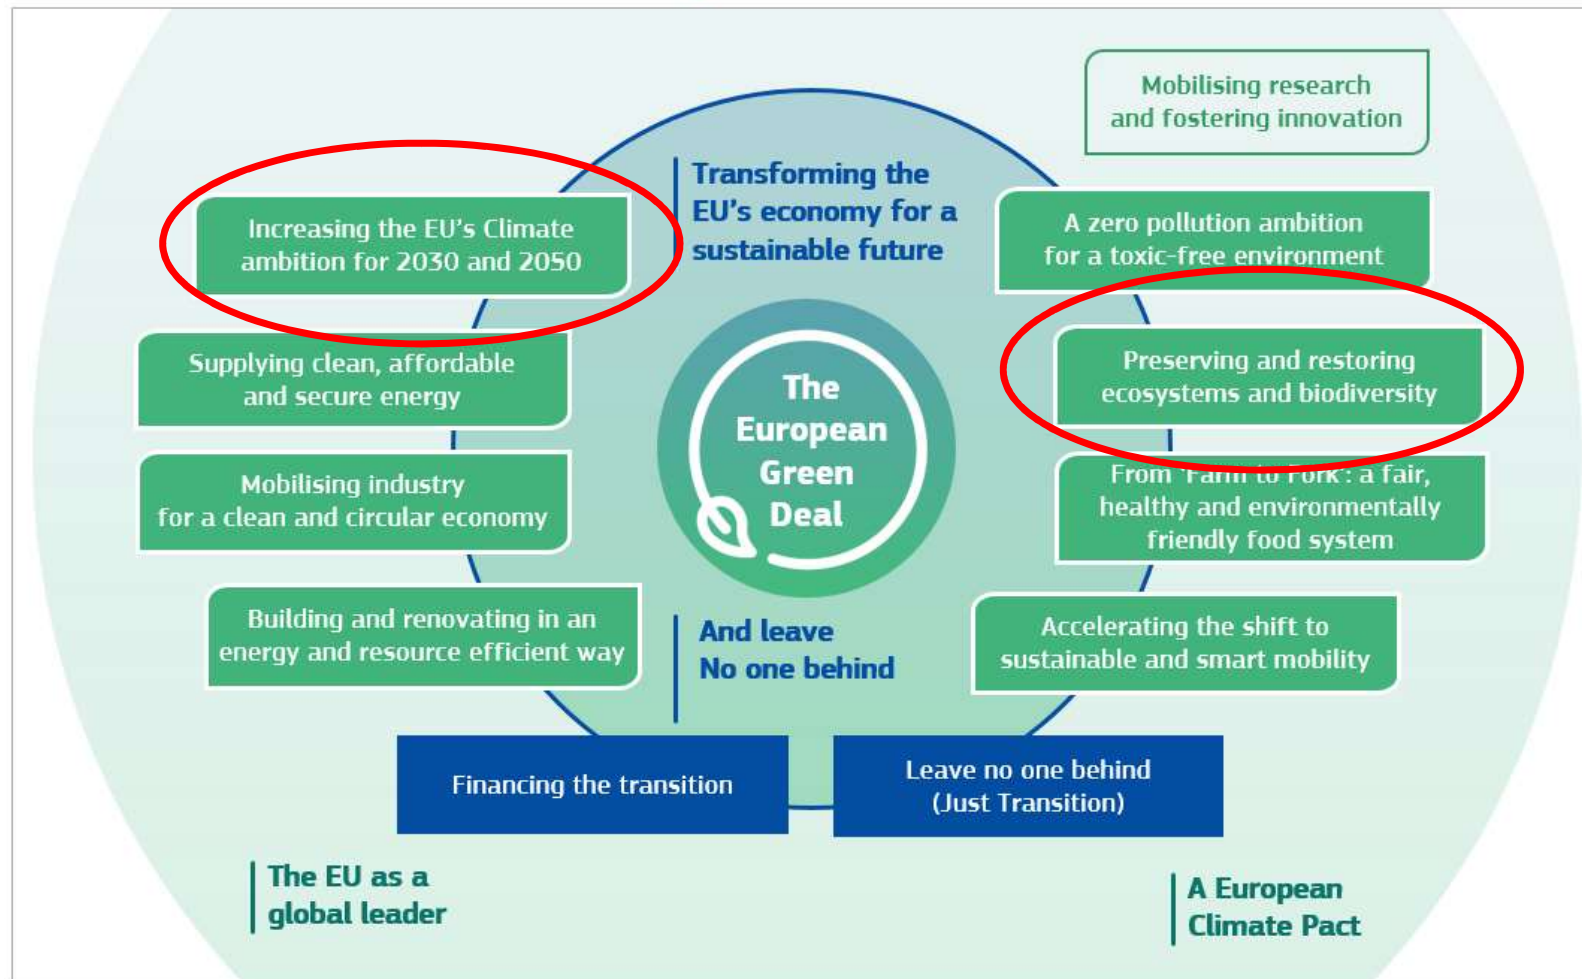 Mobilising research
and fostering innovation
Transforming the
EU's economy for a
sustainable future
Increasing the EU's Climate
ambition for 2030 and 2050
A zero pollution ambition
for a toxic-free environment
Supplying clean, affordable
and secure energy
Preserving and restoring
ecosystems and biodiversity
The
European
Green
Deal
Mobilising industry
for a clean and circular economy
From 'Farm to Fork': a fair,
healthy and environmentally
friendly food system
Building and renovating in an
energy and resource efficient way
And leave
No one behind
Accelerating the shift to
sustainable and smart mobility
Financing the transition
Leave no one behind
(Just Transition)
The EU as a
global leader
A European
Climate Pact